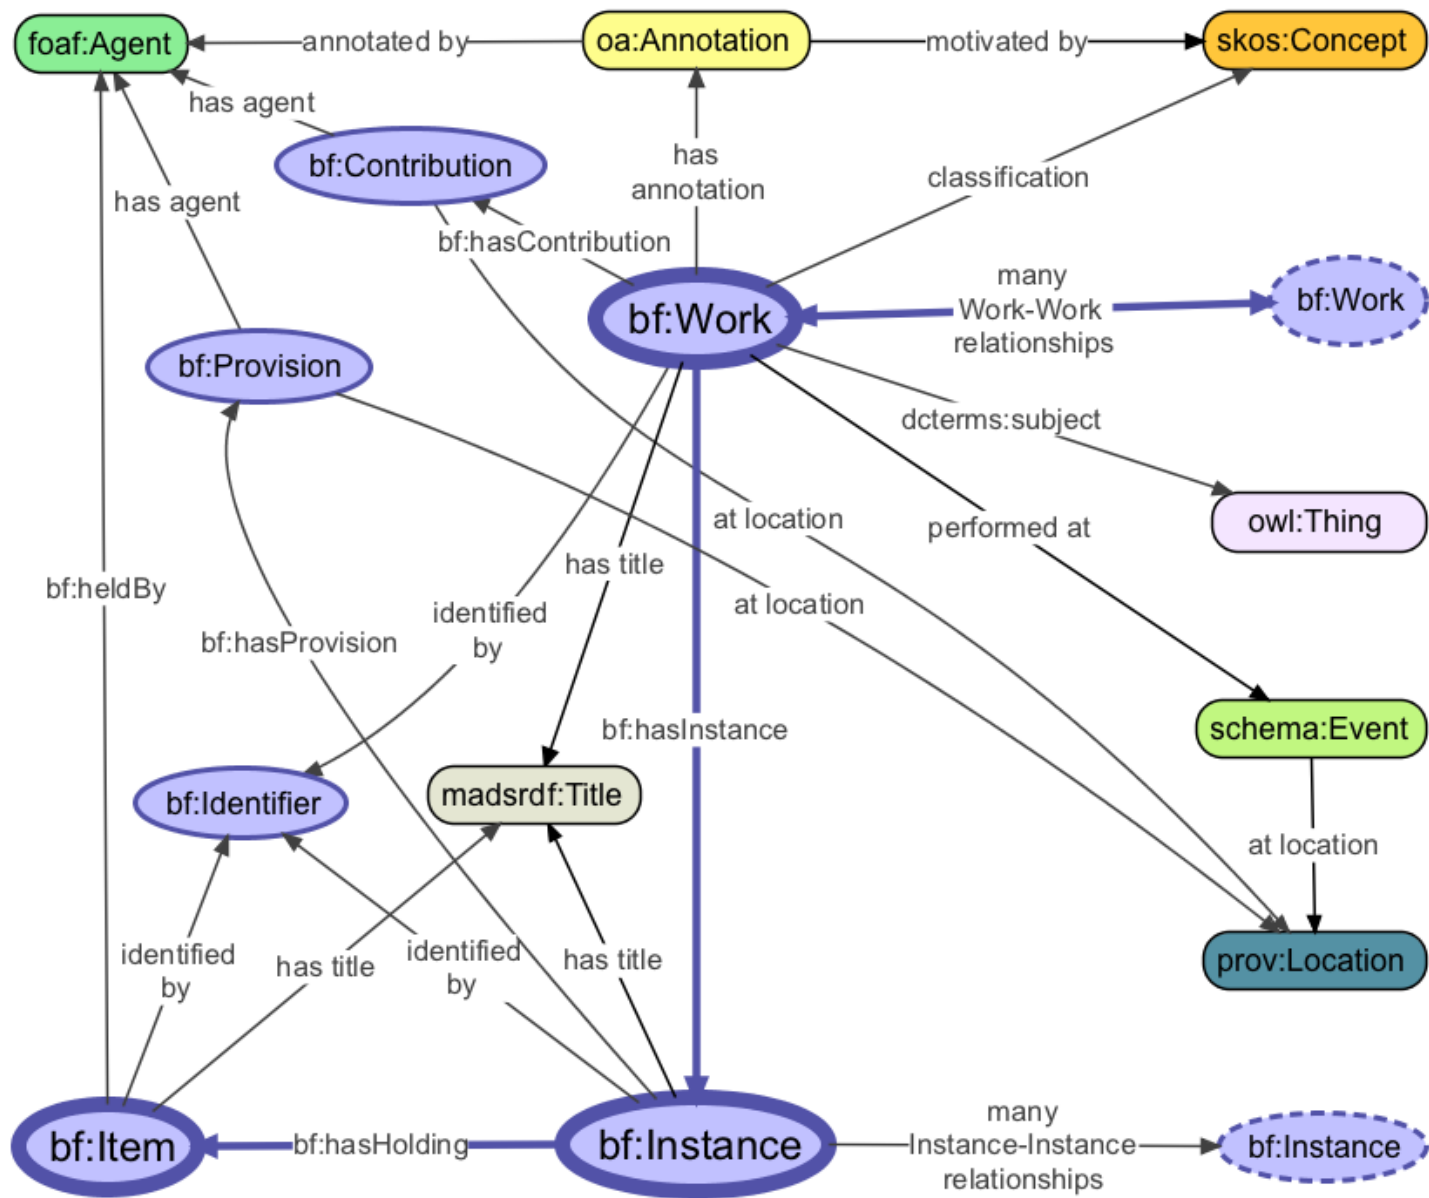 foaf:Agent
annotated by
oa:Annotation
motivated by
skos:Concept
has agent
bf:Contribution
has
annotation
classification
has agent
bf:hasContribution
bf:Work
many
Work-Work
relationships
bf:Work
bf:Provision
dcterms:subject
at location
performed at
owl:Thing
has title
bf:heldBy
identified
by
at location
bf:hasProvision
bf:hasInstance
schema:Event
bf:Identifier
madsrdf:Title
at location
identified
by
has title
identified
by
has title
prov:Location
bf:Item
bf:hasHolding
bf:Instance
many
Instance-Instance
relationships
bf:Instance